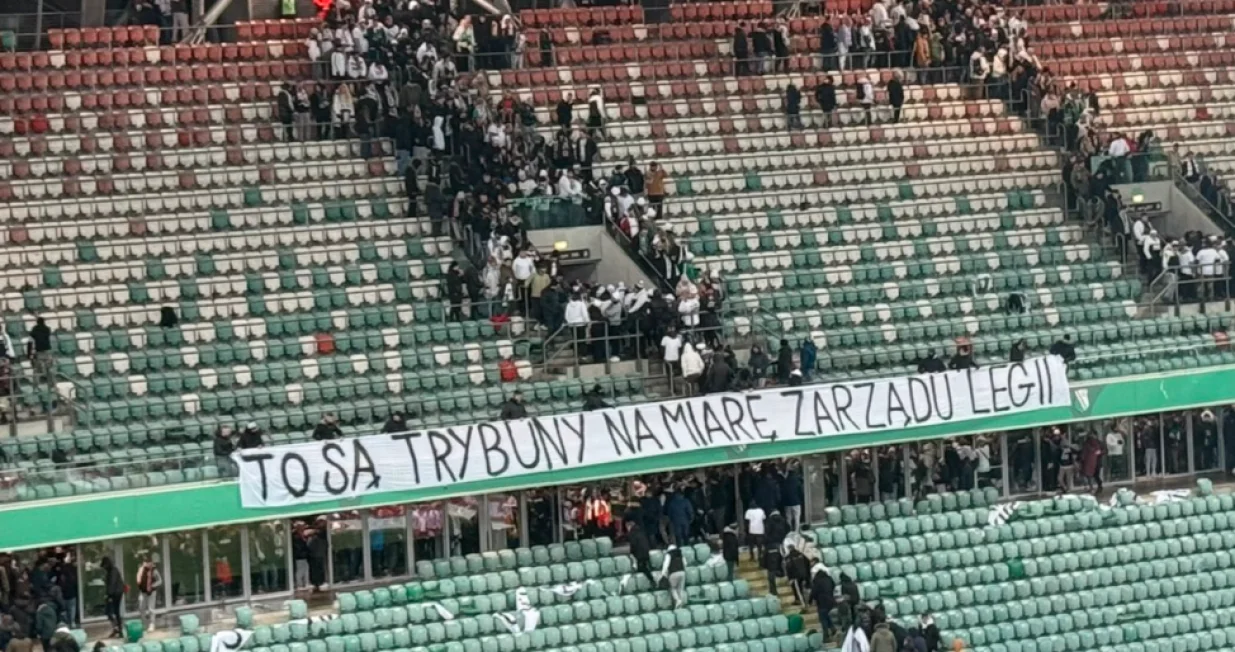 TO SĄ TRYBUNY NA MIARĘ ZARZĄDU LEGII